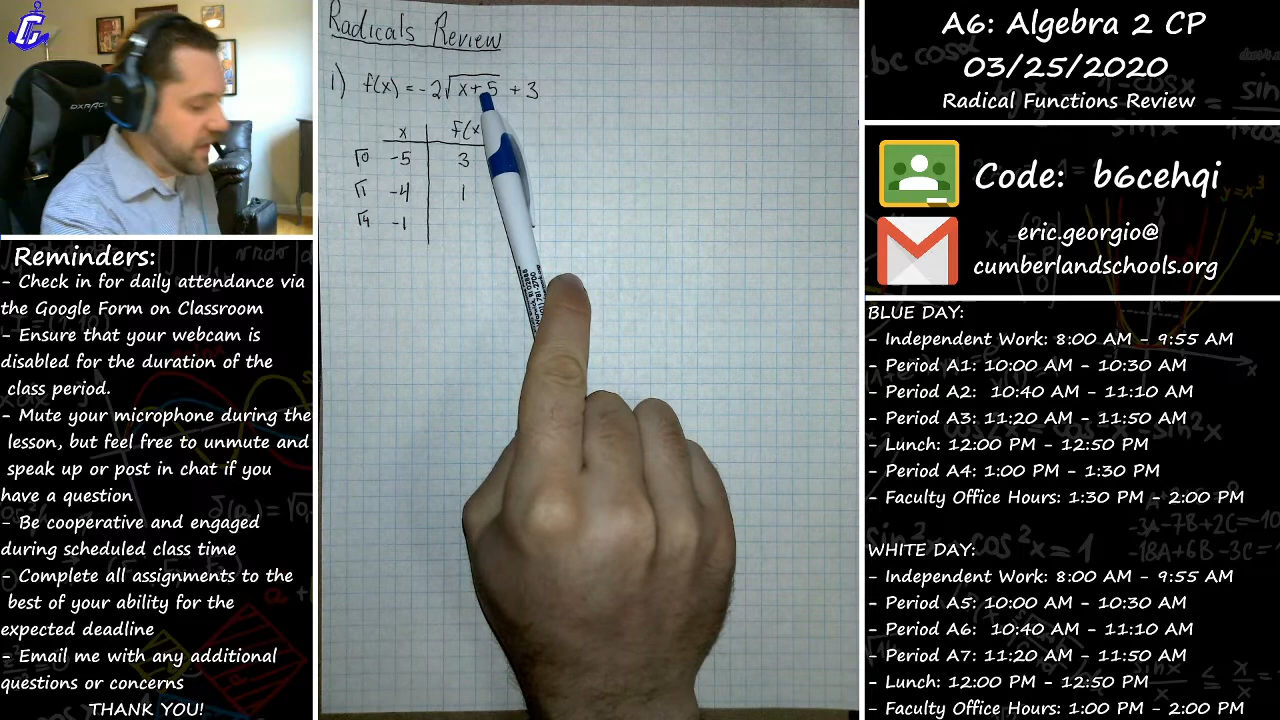 Radicals Review
1) f(x) = -2√x+5 + 3
x f(x
√0 -5 3
√1 -4 1
√4 -1
A6: Algebra 2 CP
03/25/2020
Radical Functions Review
Code: b6cehqi
eric.georgio@
cumberlandschools.org
Reminders:
- Check in for daily attendance via
the Google Form on Classroom
- Ensure that your webcam is
disabled for the duration of the
class period.
- Mute your microphone during the
lesson, but feel free to unmute and
speak up or post in chat if you
have a question
- Be cooperative and engaged
during scheduled class time
- Complete all assignments to the
best of your ability for the
expected deadline
- Email me with any additional
questions or concerns
THANK YOU!
BLUE DAY:
- Independent Work: 8:00 AM - 9:55 AM
- Period A1: 10:00 AM - 10:30 AM
- Period A2: 10:40 AM - 11:10 AM
- Period A3: 11:20 AM - 11:50 AM
- Lunch: 12:00 PM - 12:50 PM
- Period A4: 1:00 PM - 1:30 PM
- Faculty Office Hours: 1:30 PM - 2:00 PM
WHITE DAY:
- Independent Work: 8:00 AM - 9:55 AM
- Period A5: 10:00 AM - 10:30 AM
- Period A6: 10:40 AM - 11:10 AM
- Period A7: 11:20 AM - 11:50 AM
- Lunch: 12:00 PM - 12:50 PM
- Faculty Office Hours: 1:00 PM - 2:00 PM